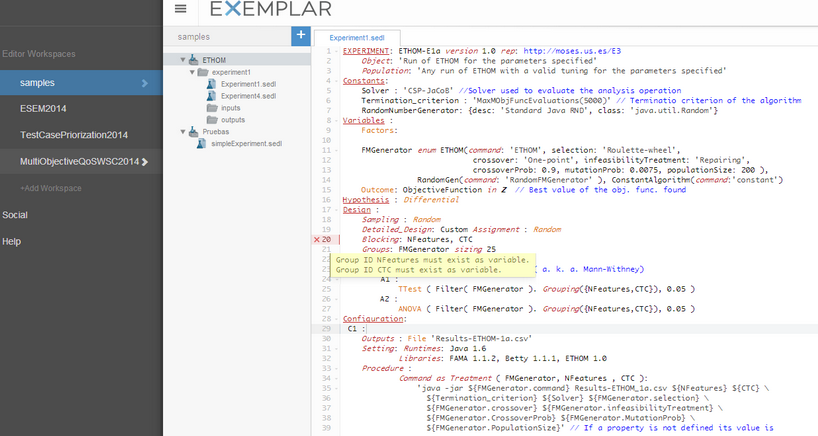 EXEMPLAR
samples
+
Experiment1.sedl
Editor Workspaces
samples
ESEM2014
TestCasePriorization2014
MultiObjectiveQoSWSC2014
+Add Workspace
Social
Help
ETHOM
experiment1
Experiment1.sedl
Experiment4.sedl
inputs
outputs
Pruebas
simpleExperiment.sedl
1 EXPERIMENT: ETHOM-E1a version 1.0 rep: http://moses.us.es/E3
2 Object: 'Run of ETHOM for the parameters specified'
3 Population: 'Any run of ETHOM with a valid tuning for the parameters specified'
4 Constants:
5 Solver : 'CSP-JaCoB' //Solver used to evaluate the analysis operation
6 Termination_criterion : 'MaxMObjFuncEvaluations(5000)' // Terminatio criterion of the algorithm
7 RandomNumberGenerator: {desc: 'Standard Java RND', class: 'java.util.Random'}
8 Variables :
9 Factors:
10
11 FMGenerator enum ETHOM(command: 'ETHOM', selection: 'Roulette-wheel',
12 crossover: 'One-point', infeasibilityTreatment: 'Repairing',
13 crossoverProb: 0.9, mutationProb: 0.0075, populationSize: 200 ),
14 RandomGen(command: 'RandomFMGenerator' ), ConstantAlgorithm(command:'constant')
15 Outcome: ObjectiveFunction in Z // Best value of the obj. func. found
16 Hypothesis : Differential
17 Design :
18 Sampling : Random
19 Detailed_Design: Custom Assignment : Random
20 Blocking: NFeatures, CTC
21 Groups: FMGenerator sizing 25
22
Group ID NFeatures must exist as variable.
Group ID CTC must exist as variable.
23 ( a. k. a. Mann-Withney)
24 A1 :
25 TTest ( Filter( FMGenerator ). Grouping({NFeatures,CTC}), 0.05 )
26 A2 :
27 ANOVA ( Filter( FMGenerator ). Grouping({NFeatures,CTC}), 0.05 )
28 Configuration:
29 C1 :
30 Outputs : File 'Results-ETHOM-1a.csv'
31 Setting: Runtimes: Java 1.6
32 Libraries: FAMA 1.1.2, Betty 1.1.1, ETHOM 1.0
33 Procedure :
34 Command as Treatment ( FMGenerator, NFeatures , CTC ):
35 'java -jar ${FMGenerator.command} Results-ETHOM_1a.csv ${NFeatures} ${CTC} \
36 ${Termination_criterion} ${Solver} ${FMGenerator.selection} \
37 ${FMGenerator.crossover} ${FMGenerator.infeasibilityTreatment} \
38 ${FMGenerator.CrossoverProb} ${FMGenerator.MutationProb} \
39 ${FMGenerator.PopulationSize}' // If a property is not defined its value is